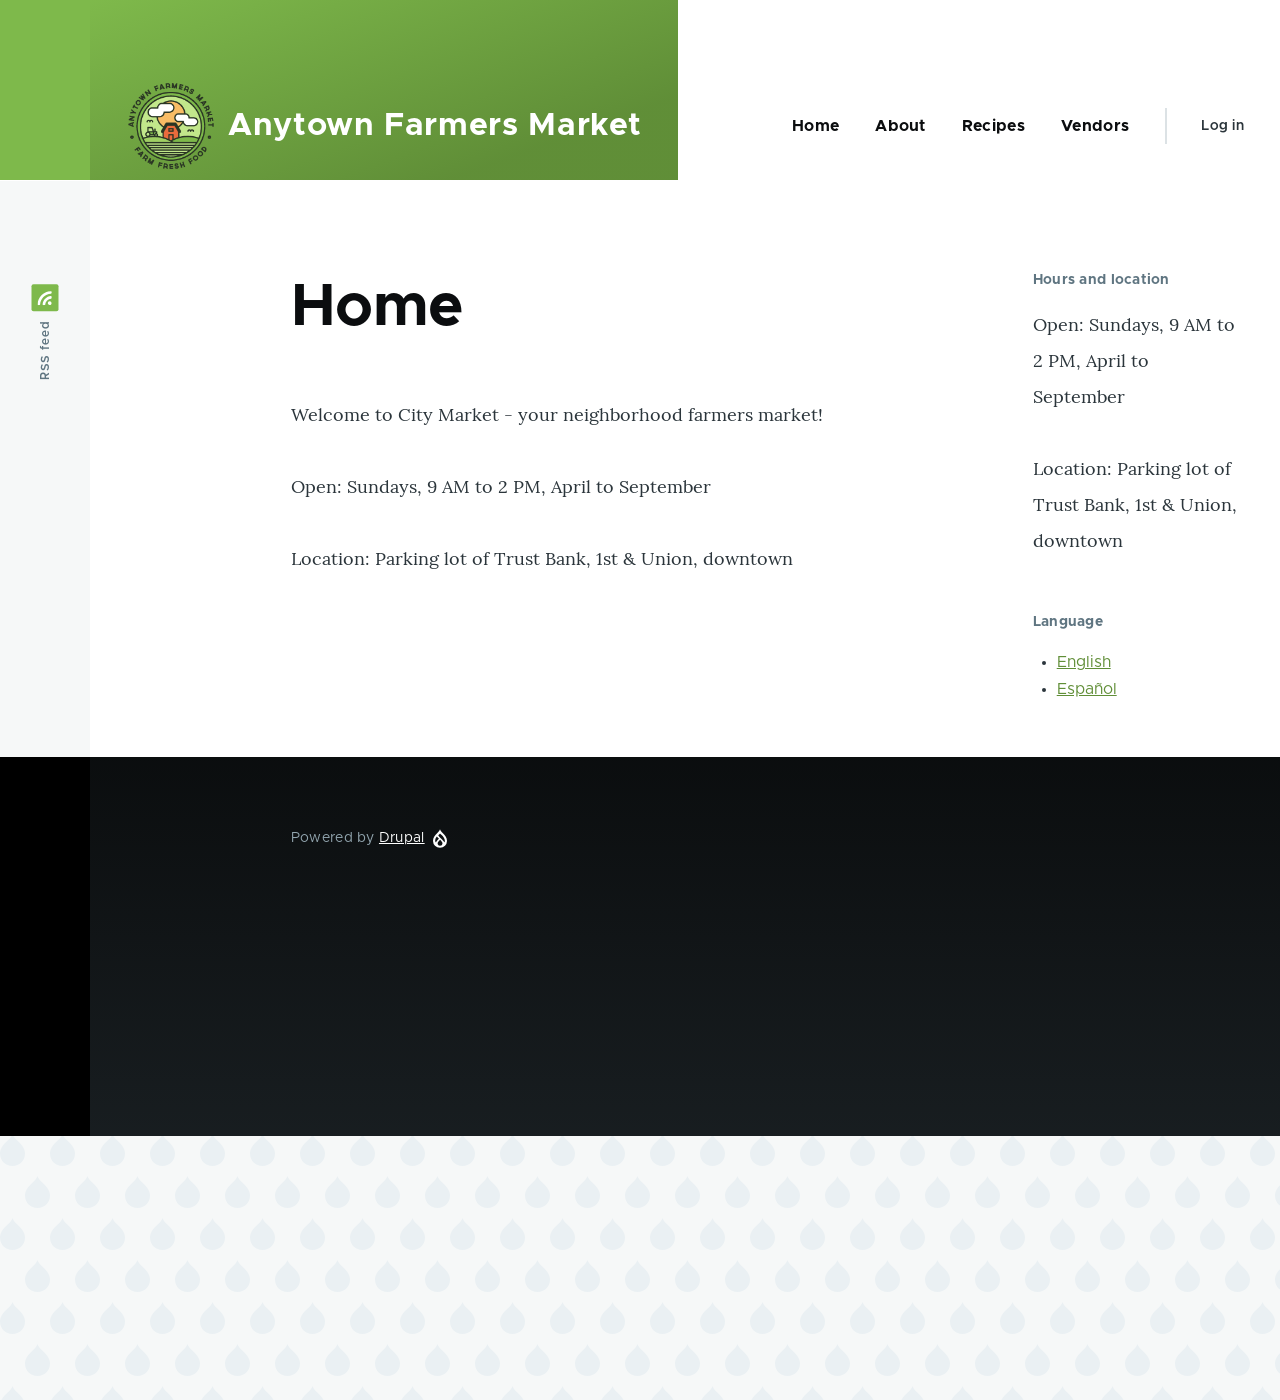 ANYTOWN FARMERS MARKET
FARM FRESH FOOD
Anytown Farmers Market
Home
About
Recipes
Vendors
Log in
RSS feed
Home
Welcome to City Market - your neighborhood farmers market!
Open: Sundays, 9 AM to 2 PM, April to September
Location: Parking lot of Trust Bank, 1st & Union, downtown
Hours and location
Open: Sundays, 9 AM to
2 PM, April to
September
Location: Parking lot of
Trust Bank, 1st & Union,
downtown
Language
English
Español
Powered by Drupal